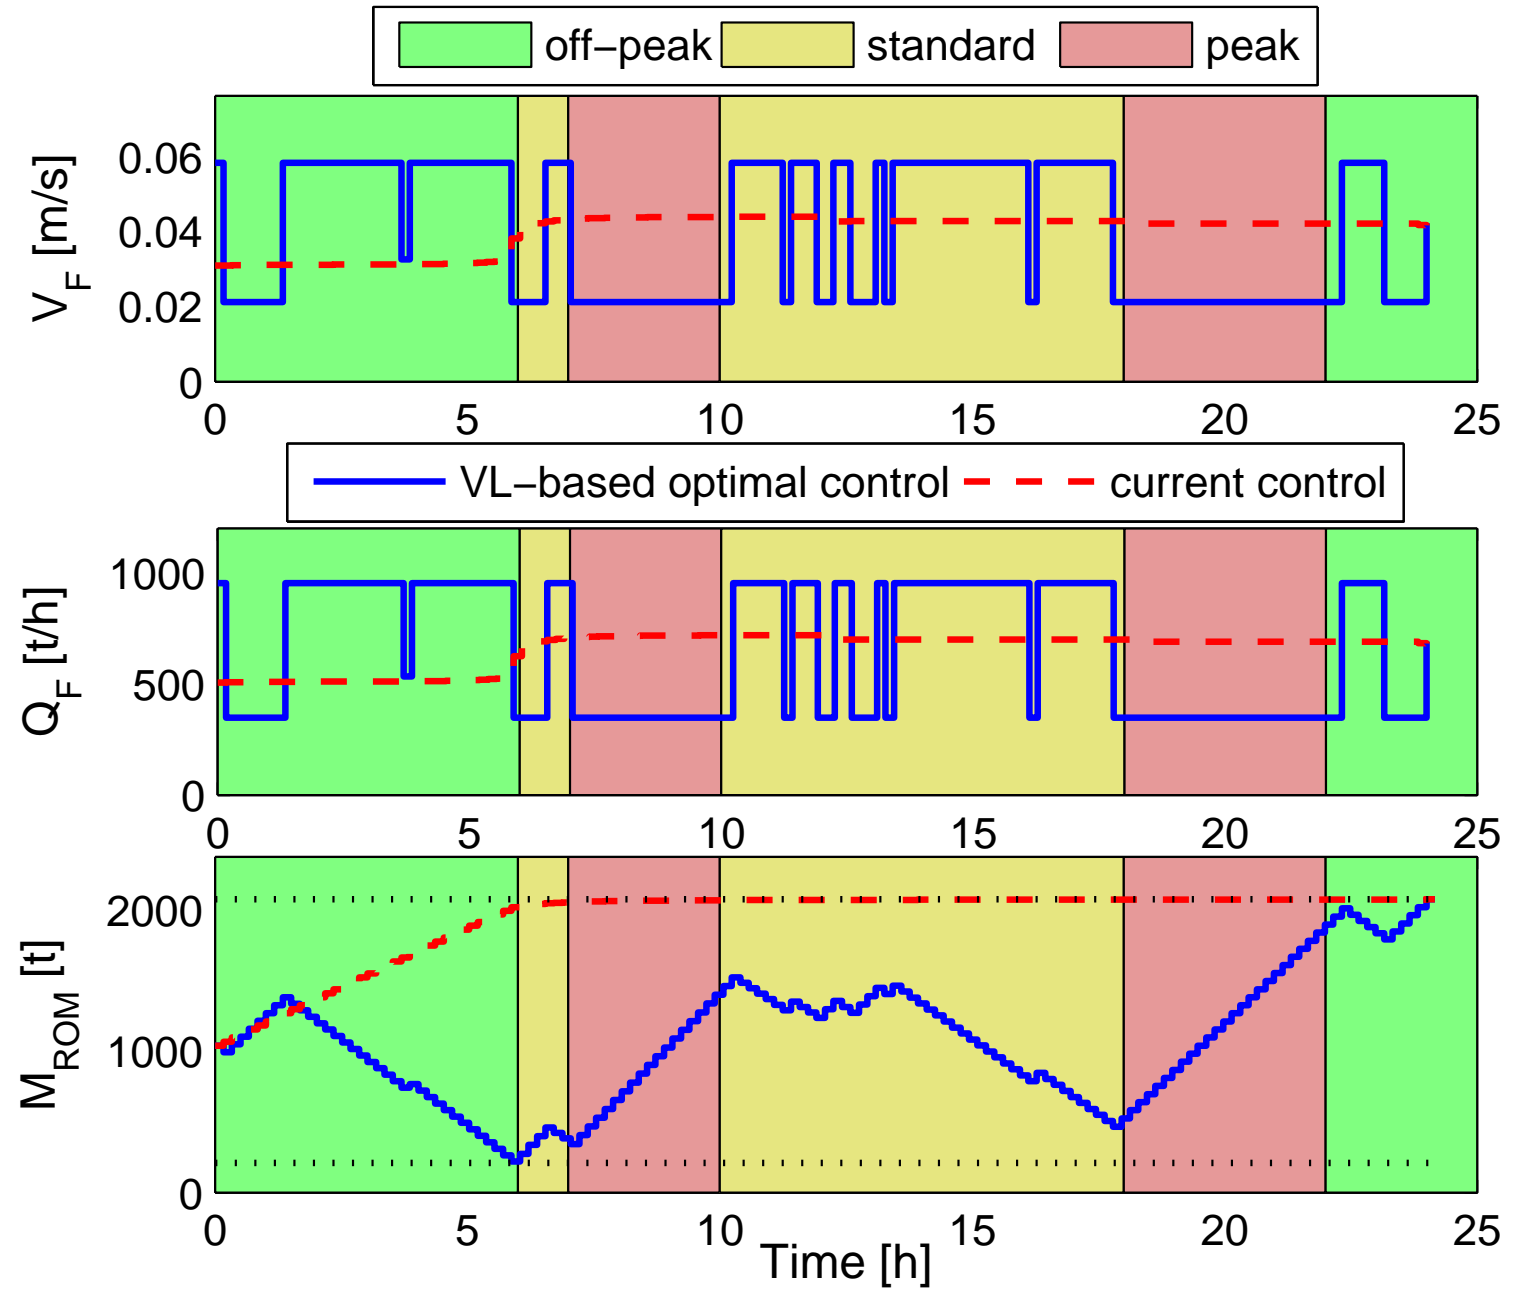 off−peak standard peak
V_F [m/s]
0.06
0.04
0.02
0
0 5 10 15 20 25
VL−based optimal control current control
Q_F [t/h]
1000
500
0
0 5 10 15 20 25
M_ROM [t]
2000
1000
0
0 5 10 15 20 25
Time [h]